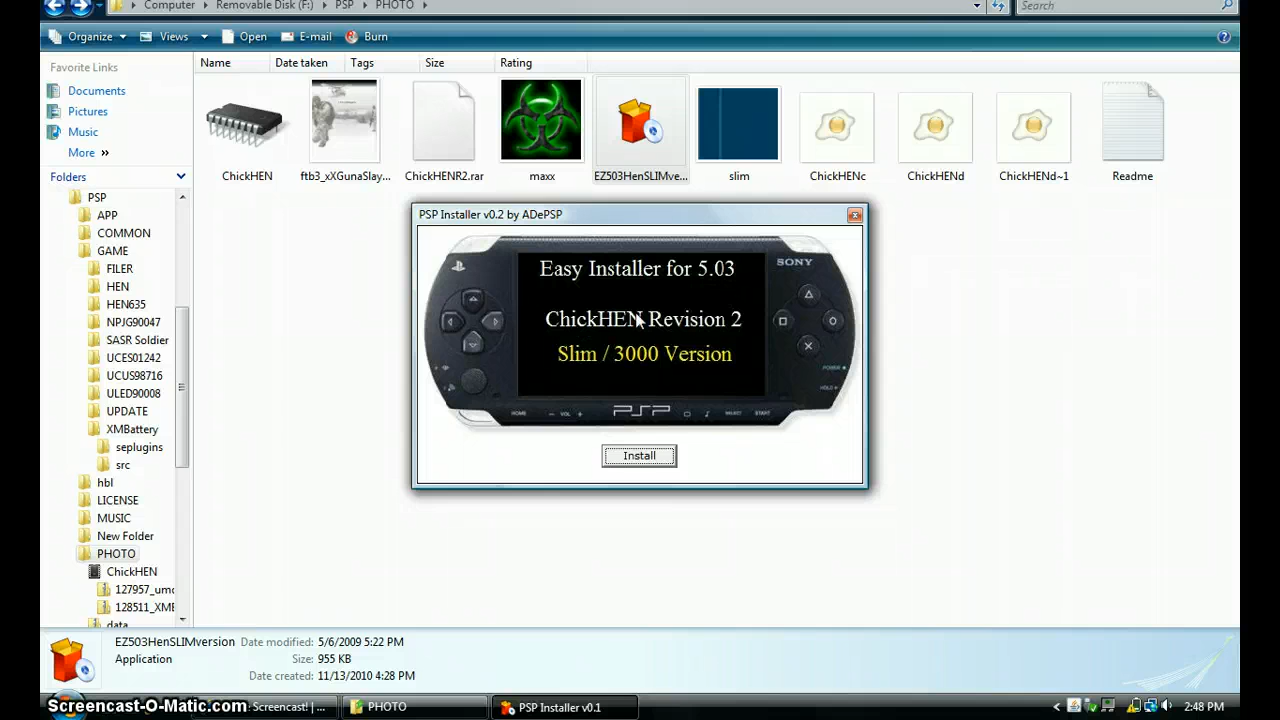 Computer ▸ Removable Disk (F:) ▸ PSP ▸ PHOTO ▸
Search
Organize Views Open E-mail Burn
Favorite Links
Documents
Pictures
Music
More »
Folders
PSP
APP
COMMON
GAME
FILER
HEN
HEN635
NPJG90047
SASR Soldier
UCES01242
UCUS98716
ULED90008
UPDATE
XMBattery
seplugins
src
hbl
LICENSE
MUSIC
New Folder
PHOTO
ChickHEN
127957_umc
128511_XME
data
Name Date taken Tags Size Rating
ChickHEN ftb3_xXGunaSlay... ChickHENR2.rar maxx EZ503HenSLIMve... slim ChickHENc ChickHENd ChickHENd~1 Readme
PSP Installer v0.2 by ADePSP
SONY
Easy Installer for 5.03
ChickHEN Revision 2
Slim / 3000 Version
POWER
HOLD
HOME VOL PSP SELECT START
Install
EZ503HenSLIMversion Date modified: 5/6/2009 5:22 PM
Application Size: 955 KB
Date created: 11/13/2010 4:28 PM
Screencast-O-Matic.com
Screencast! | ... PHOTO PSP Installer v0.1 2:48 PM